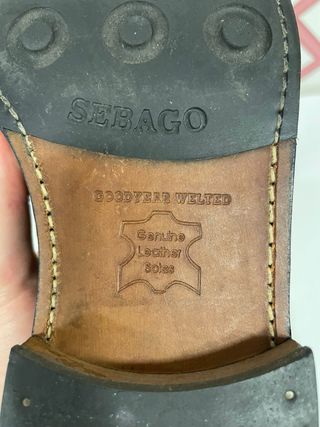 SEBAGO
GOODYEAR WELTED
Genuine
Leather
Soles